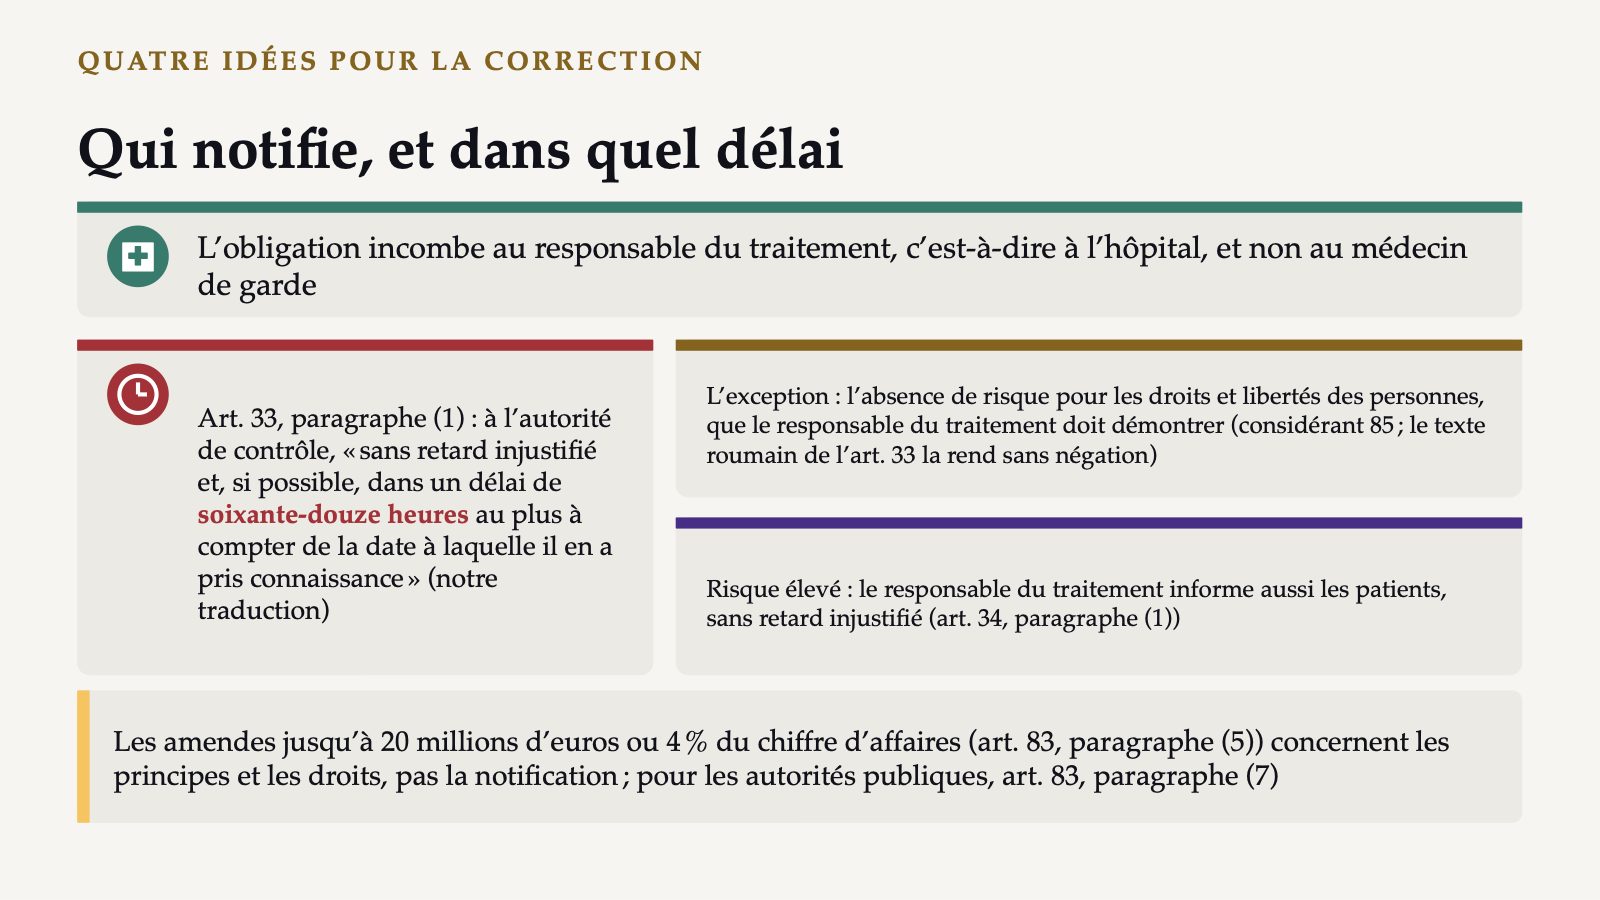 QUATRE IDÉES POUR LA CORRECTION
Qui notifie, et dans quel délai
L’obligation incombe au responsable du traitement, c’est-à-dire à l’hôpital, et non au médecin
de garde
Art. 33, paragraphe (1) : à l’autorité
de contrôle, « sans retard injustifié
et, si possible, dans un délai de
soixante-douze heures au plus à
compter de la date à laquelle il en a
pris connaissance » (notre
traduction)
L’exception : l’absence de risque pour les droits et libertés des personnes,
que le responsable du traitement doit démontrer (considérant 85 ; le texte
roumain de l’art. 33 la rend sans négation)
Risque élevé : le responsable du traitement informe aussi les patients,
sans retard injustifié (art. 34, paragraphe (1))
Les amendes jusqu’à 20 millions d’euros ou 4 % du chiffre d’affaires (art. 83, paragraphe (5)) concernent les
principes et les droits, pas la notification ; pour les autorités publiques, art. 83, paragraphe (7)